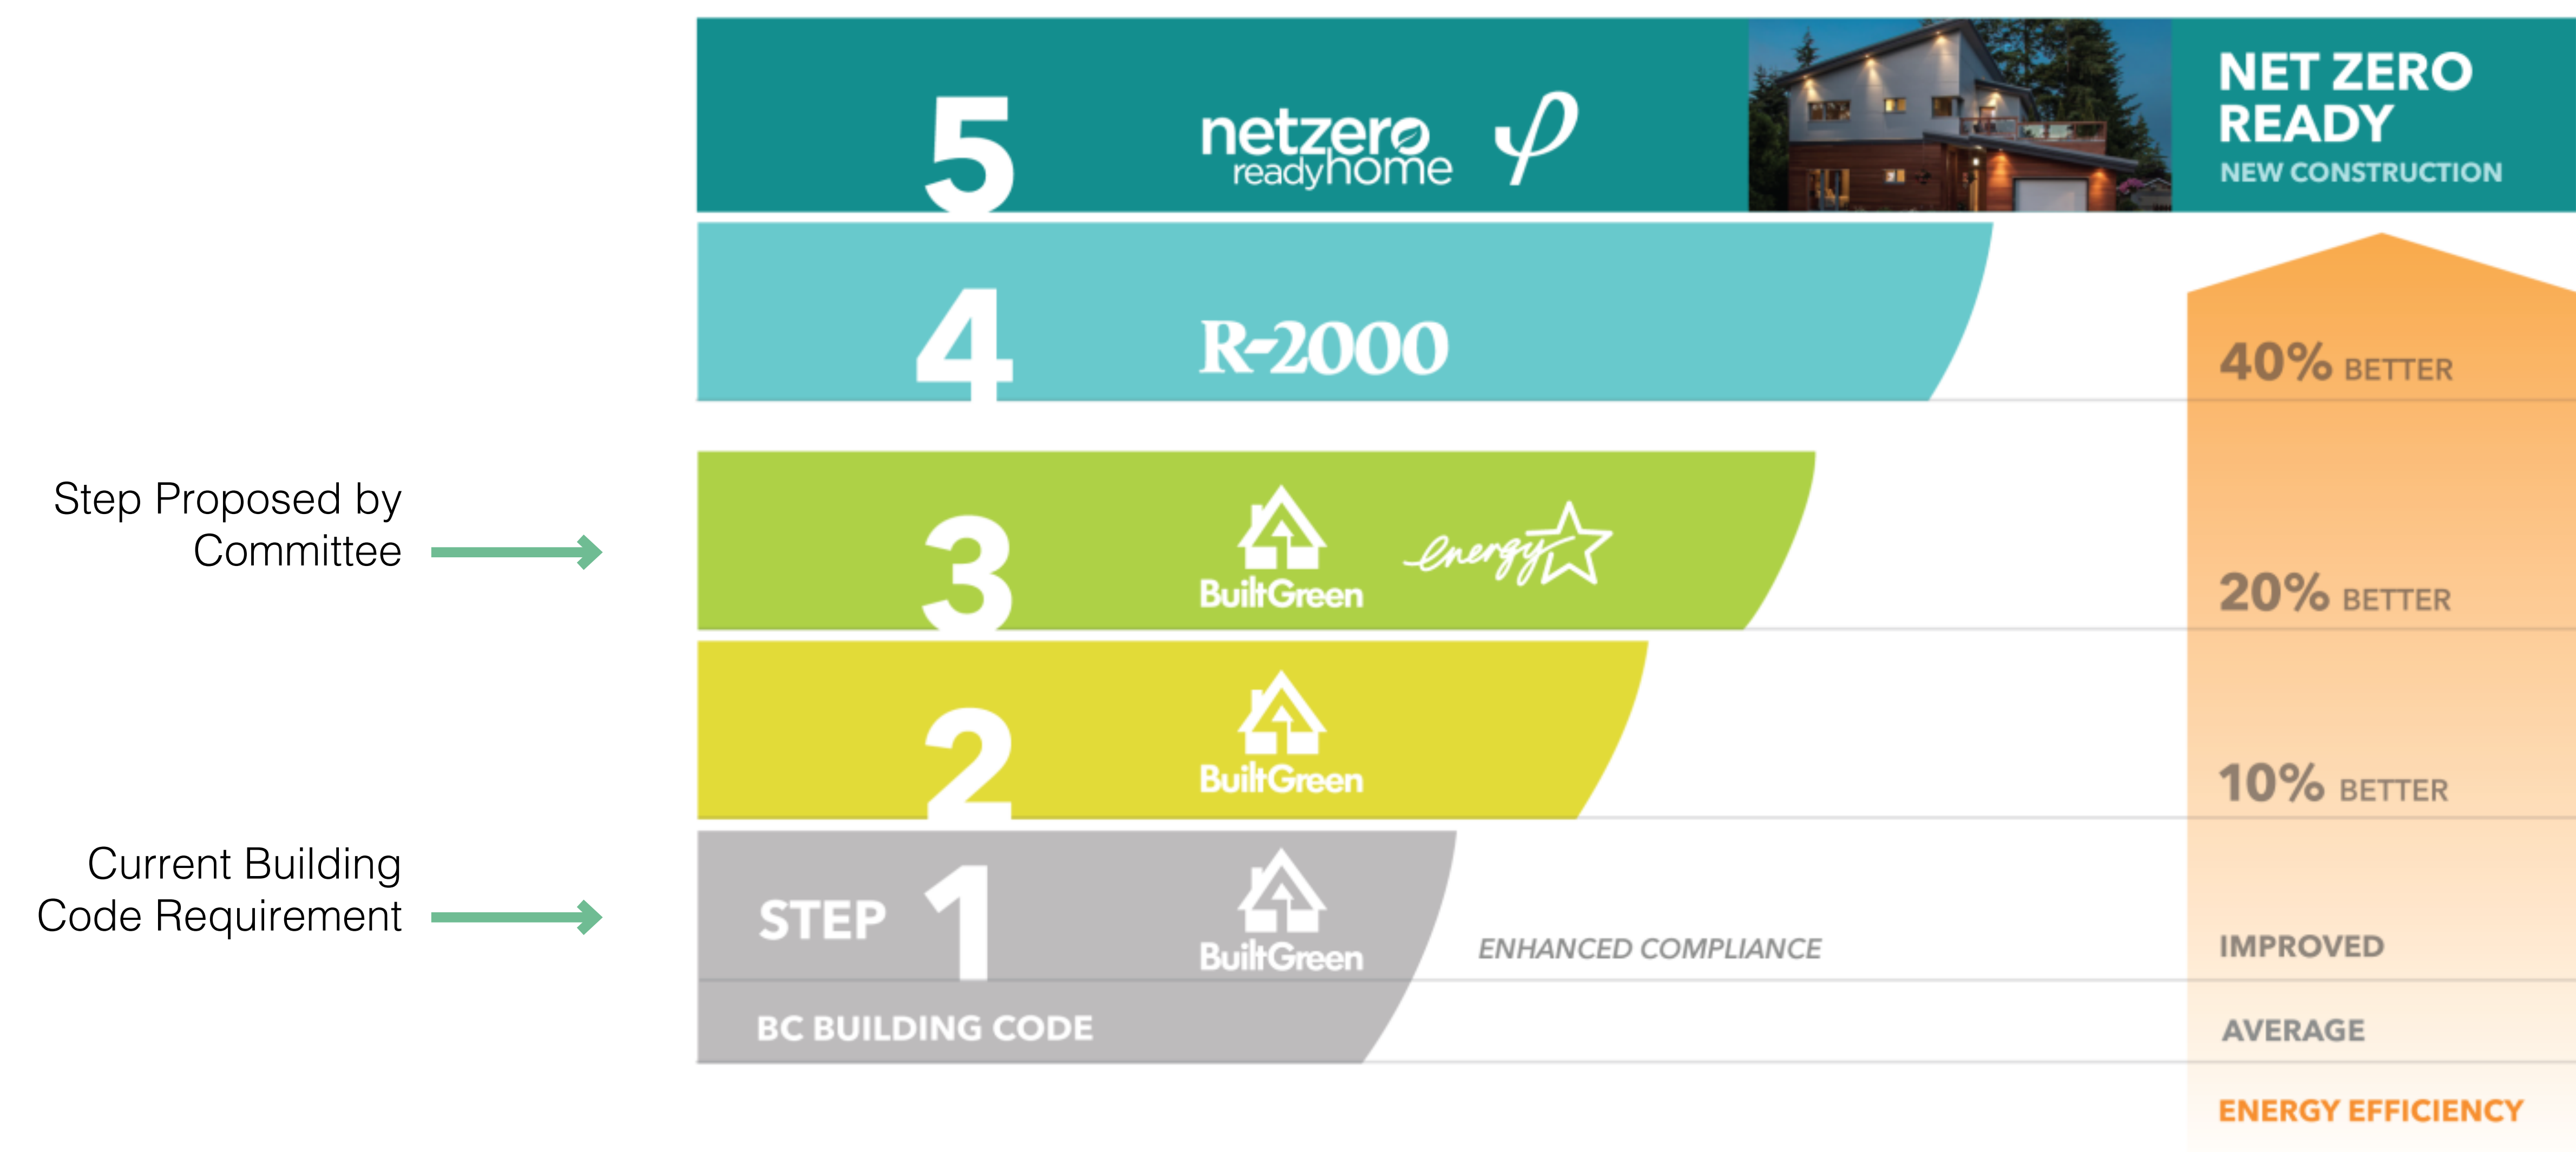 5
netzero
readyhome
NET ZERO
READY
NEW CONSTRUCTION
4
R-2000
40% BETTER
Step Proposed by
Committee
3
BuiltGreen
energy
20% BETTER
2
BuiltGreen
10% BETTER
Current Building
Code Requirement
STEP 1
BuiltGreen
ENHANCED COMPLIANCE
IMPROVED
BC BUILDING CODE
AVERAGE
ENERGY EFFICIENCY